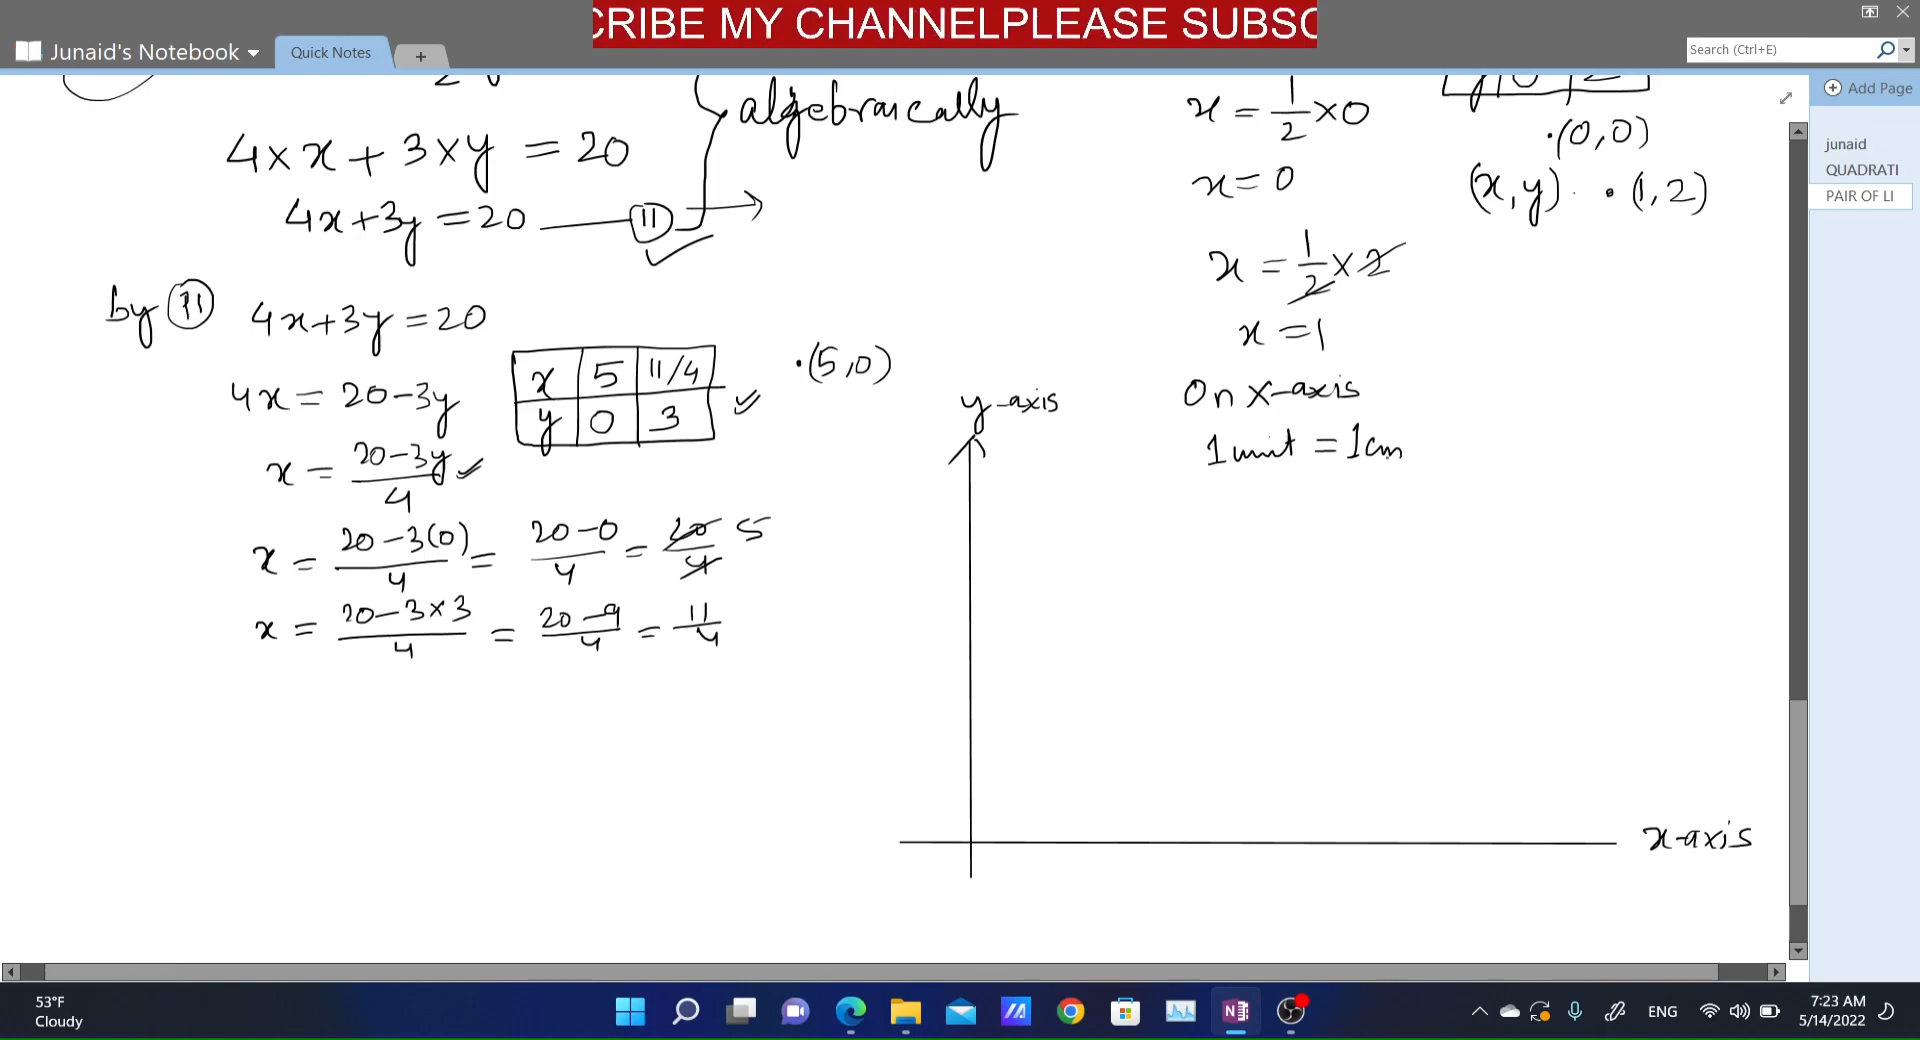 CRIBE MY CHANNELPLEASE SUBSC
Junaid's Notebook
Quick Notes
+
Search (Ctrl+E)
Add Page
junaid
QUADRATI
PAIR OF LI
algebraically
4 × x + 3 × y = 20
4x + 3y = 20 — (II)
by (II) 4x + 3y = 20
4x = 20 - 3y
x = (20 - 3y)/4
x = (20 - 3(0))/4 = (20 - 0)/4 = 20/4 5
x = (20 - 3 × 3)/4 = (20 - 9)/4 = 11/4
x 5 11/4
y 0 3
·(5,0)
x = 1/2 × 0
x = 0
·(0,0)
(x,y) ·(1,2)
x = 1/2 × 2
x = 1
On X-axis
1 unit = 1cm
y-axis
x-axis
53°F
Cloudy
ENG
7:23 AM
5/14/2022